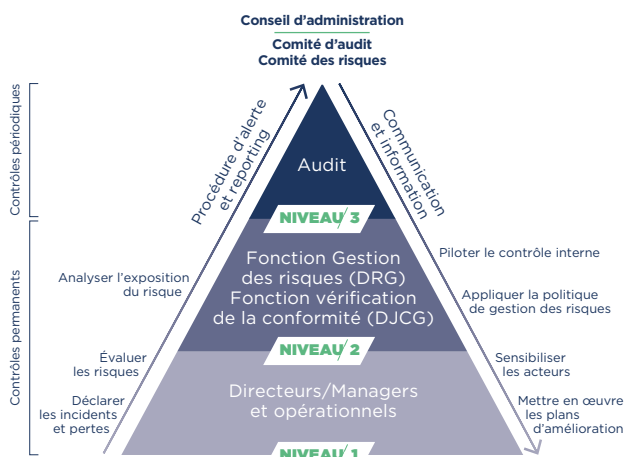 Conseil d'administration
Comité d'audit
Comité des risques
Contrôles périodiques
Procédure d'alerte
et reporting
Communication
et information
Audit
NIVEAU/3
Contrôles permanents
Fonction Gestion
des risques (DRG)
Fonction vérification
de la conformité (DJCG)
Analyser l'exposition
du risque
Piloter le contrôle interne
Appliquer la politique
de gestion des risques
NIVEAU/2
Évaluer
les risques
Sensibiliser
les acteurs
Directeurs/Managers
et opérationnels
Déclarer
les incidents
et pertes
Mettre en œuvre
les plans
d'amélioration
NIVEAU/1